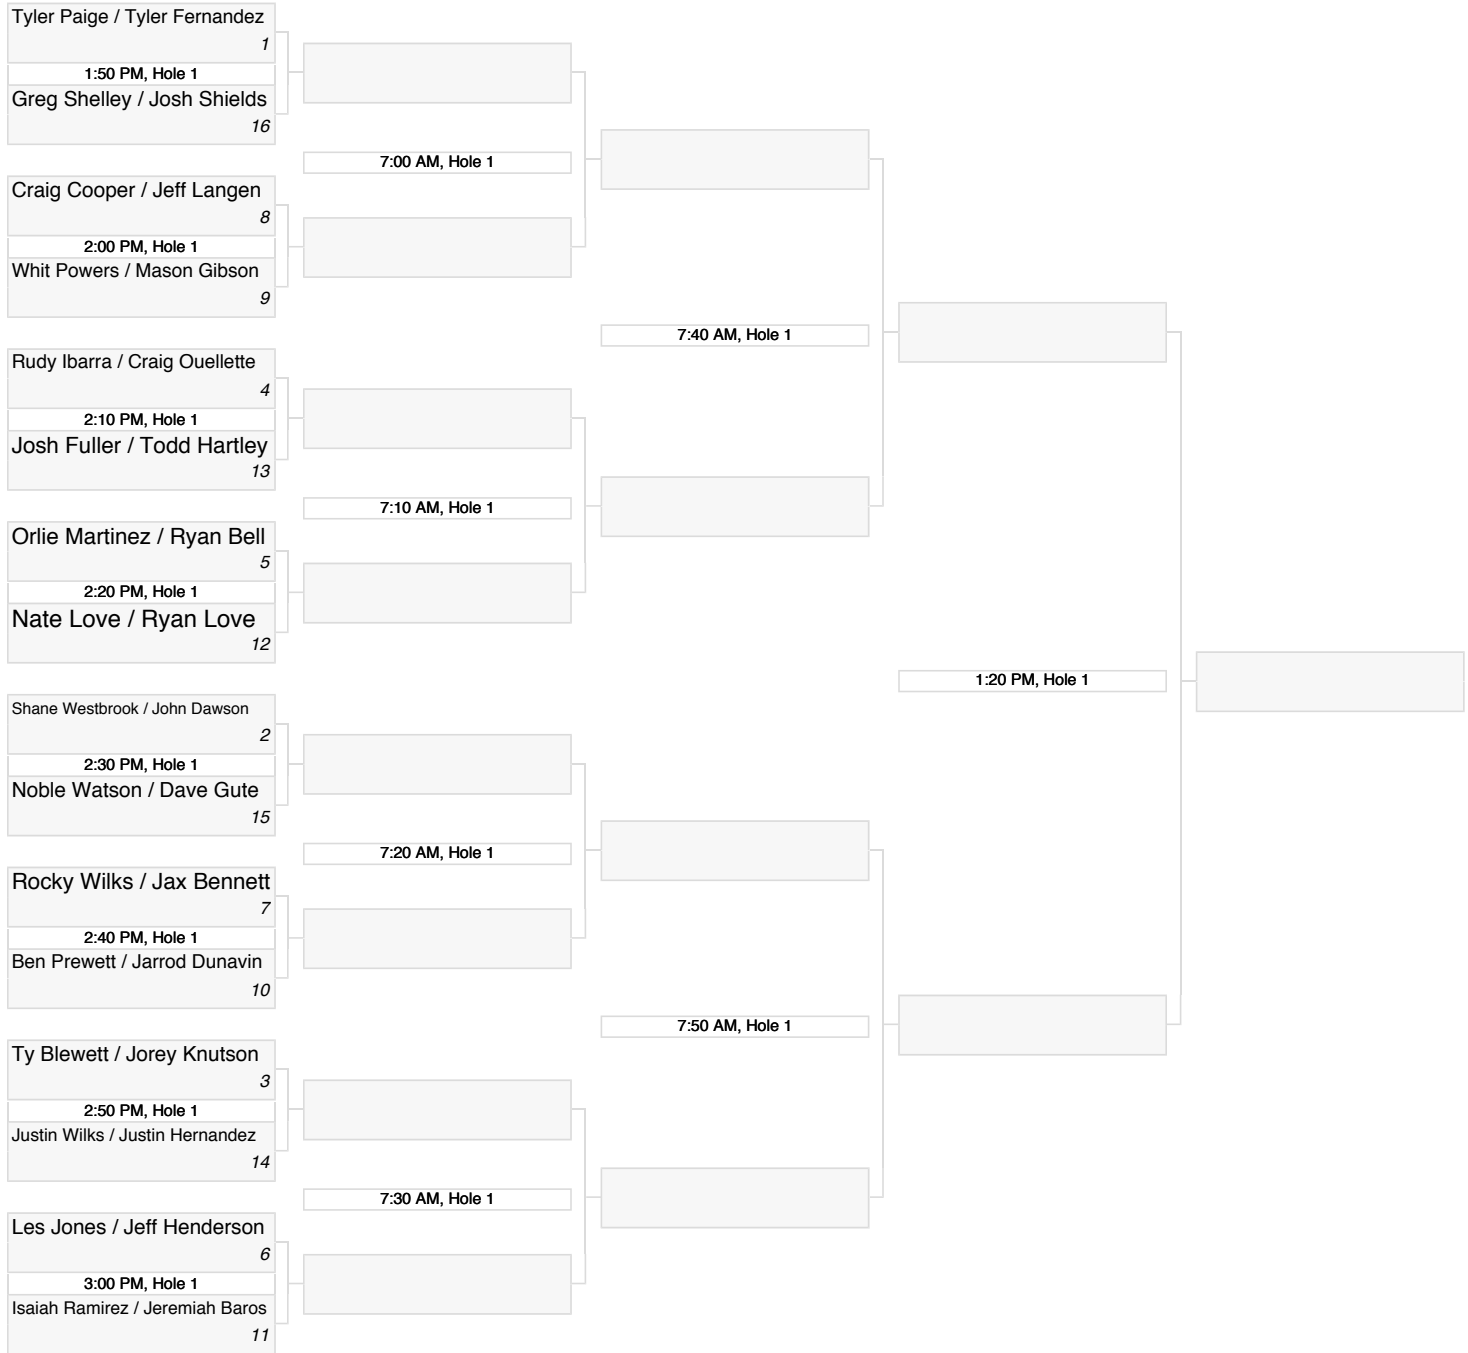 Tyler Paige / Tyler Fernandez
1
1:50 PM, Hole 1
Greg Shelley / Josh Shields
16
7:00 AM, Hole 1
Craig Cooper / Jeff Langen
8
2:00 PM, Hole 1
Whit Powers / Mason Gibson
9
7:40 AM, Hole 1
Rudy Ibarra / Craig Ouellette
4
2:10 PM, Hole 1
Josh Fuller / Todd Hartley
13
7:10 AM, Hole 1
Orlie Martinez / Ryan Bell
5
2:20 PM, Hole 1
Nate Love / Ryan Love
12
1:20 PM, Hole 1
Shane Westbrook / John Dawson
2
2:30 PM, Hole 1
Noble Watson / Dave Gute
15
7:20 AM, Hole 1
Rocky Wilks / Jax Bennett
7
2:40 PM, Hole 1
Ben Prewett / Jarrod Dunavin
10
7:50 AM, Hole 1
Ty Blewett / Jorey Knutson
3
2:50 PM, Hole 1
Justin Wilks / Justin Hernandez
14
7:30 AM, Hole 1
Les Jones / Jeff Henderson
6
3:00 PM, Hole 1
Isaiah Ramirez / Jeremiah Baros
11